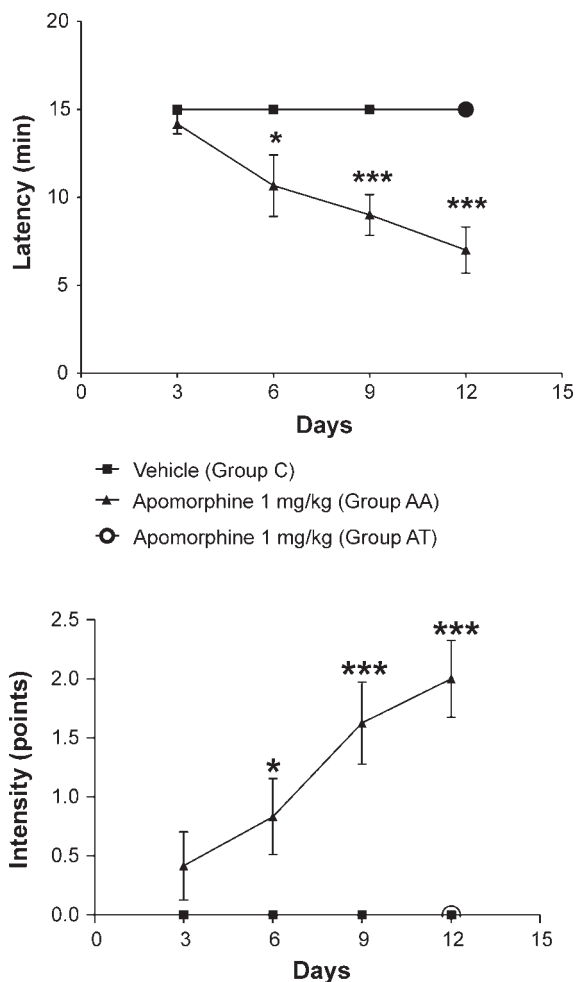 20
15
10
5
0
Latency (min)
*
***
***
0 3 6 9 12 15
Days
Vehicle (Group C)
Apomorphine 1 mg/kg (Group AA)
Apomorphine 1 mg/kg (Group AT)
2.5
2.0
1.5
1.0
0.5
0.0
Intensity (points)
*
***
***
0 3 6 9 12 15
Days